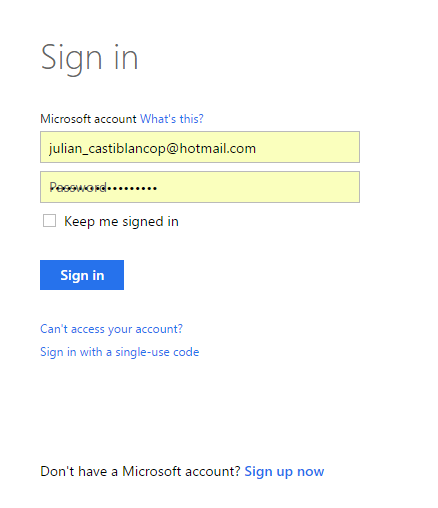 Sign in
Microsoft account What's this?
julian_castiblancop@hotmail.com
Password
Keep me signed in
Sign in
Can't access your account?
Sign in with a single-use code
Don't have a Microsoft account? Sign up now